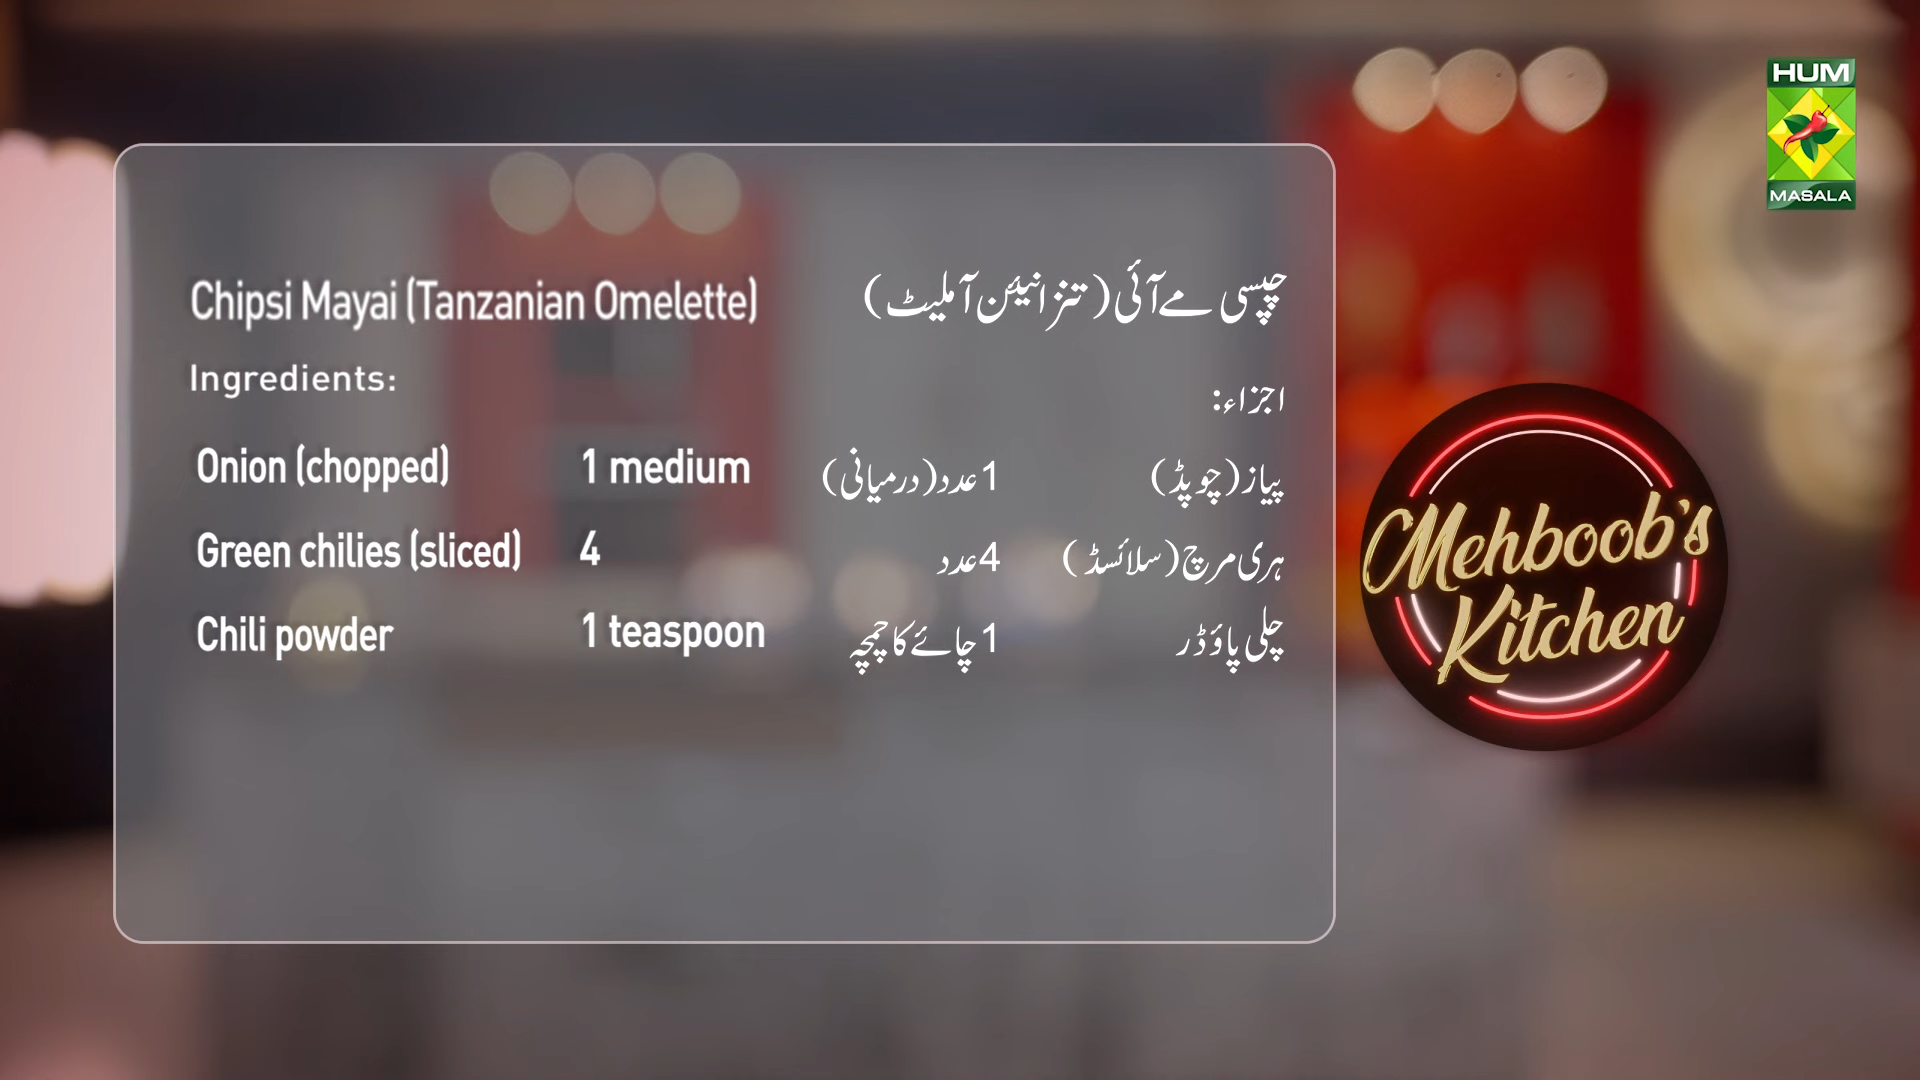 HUM
MASALA
Chipsi Mayai (Tanzanian Omelette) چپسی مے آئی (تنزانیئن آملیٹ)
Ingredients: اجزاء:
Onion (chopped) 1 medium پیاز (چوپڈ) 1 عدد (درمیانی)
Green chilies (sliced) 4 ہری مرچ (سلائسڈ) 4 عدد
Chili powder 1 teaspoon چلی پاؤڈر 1 چائے کا چمچہ
Mehboob's
Kitchen